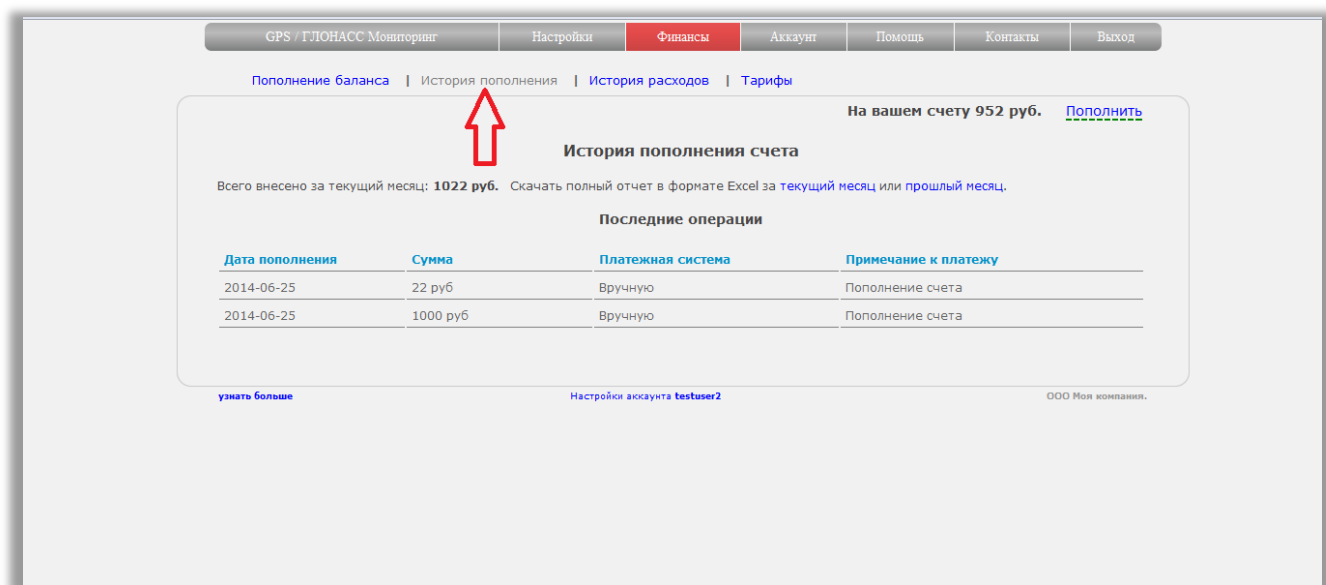 GPS / ГЛОНАСС Мониторинг Настройки Финансы Аккаунт Помощь Контакты Выход
Пополнение баланса | История пополнения | История расходов | Тарифы
На вашем счету 952 руб. Пополнить
История пополнения счета
Всего внесено за текущий месяц: 1022 руб. Скачать полный отчет в формате Excel за текущий месяц или прошлый месяц.
Последние операции
Дата пополнения Сумма Платежная система Примечание к платежу
2014-06-25 22 руб Вручную Пополнение счета
2014-06-25 1000 руб Вручную Пополнение счета
узнать больше Настройки аккаунта testuser2 ООО Моя компания.